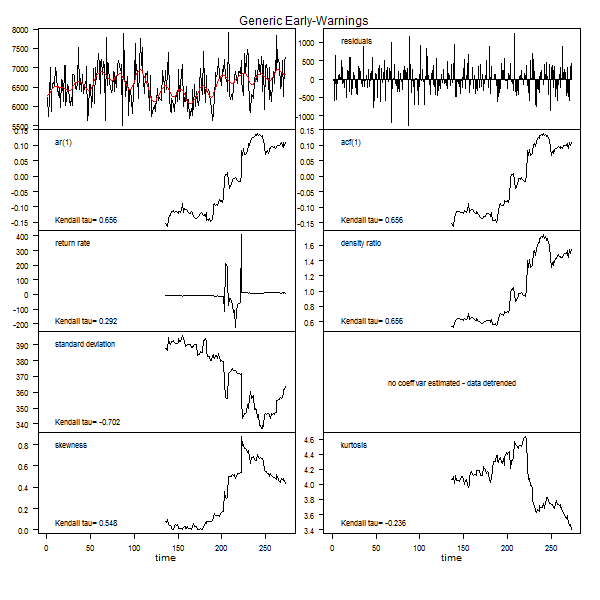 Generic Early-Warnings
8000
7500
7000
6500
6000
5500
residuals
1000
500
0
-500
-1000
0.15
0.10
0.05
0.00
-0.05
-0.10
-0.15
ar(1)
Kendall tau= 0.656
0.15
0.10
0.05
0.00
-0.05
-0.10
-0.15
acf(1)
Kendall tau= 0.656
400
300
200
100
0
-100
-200
return rate
Kendall tau= 0.292
1.6
1.4
1.2
1.0
0.8
0.6
density ratio
Kendall tau= 0.656
390
380
370
360
350
340
standard deviation
Kendall tau= -0.702
no coeff var estimated - data detrended
0.8
0.6
0.4
0.2
0.0
skewness
Kendall tau= 0.548
4.6
4.4
4.2
4.0
3.8
3.6
3.4
kurtosis
Kendall tau= -0.236
0 50 100 150 200 250
time
0 50 100 150 200 250
time